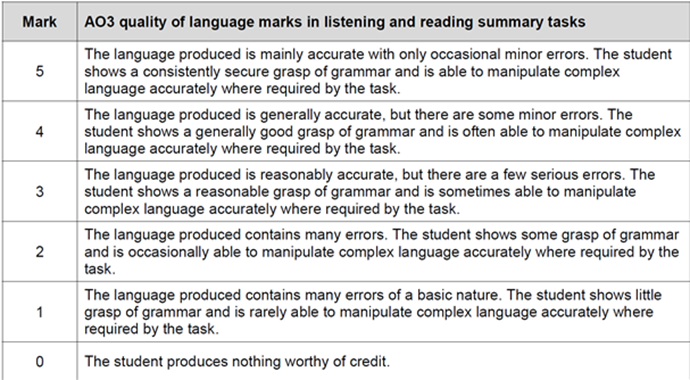 Mark AO3 quality of language marks in listening and reading summary tasks
5 The language produced is mainly accurate with only occasional minor errors. The student
shows a consistently secure grasp of grammar and is able to manipulate complex
language accurately where required by the task.
4 The language produced is generally accurate, but there are some minor errors. The
student shows a generally good grasp of grammar and is often able to manipulate complex
language accurately where required by the task.
3 The language produced is reasonably accurate, but there are a few serious errors. The
student shows a reasonable grasp of grammar and is sometimes able to manipulate
complex language accurately where required by the task.
2 The language produced contains many errors. The student shows some grasp of grammar
and is occasionally able to manipulate complex language accurately where required by the
task.
1 The language produced contains many errors of a basic nature. The student shows little
grasp of grammar and is rarely able to manipulate complex language accurately where
required by the task.
0 The student produces nothing worthy of credit.